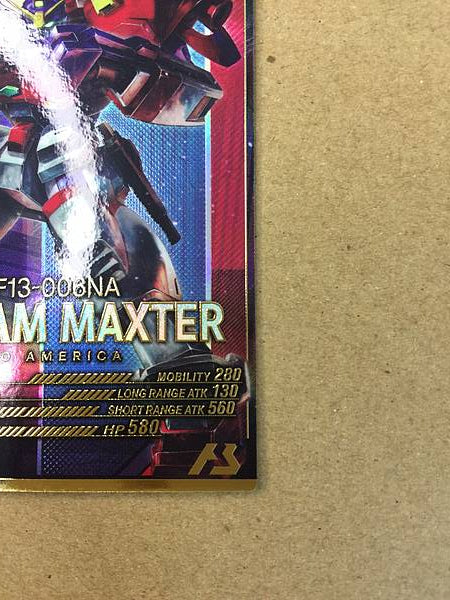 F13-006NA
AM MAXTER
O AMERICA
MOBILITY 280
LONG RANGE ATK 130
SHORT RANGE ATK 560
HP 580